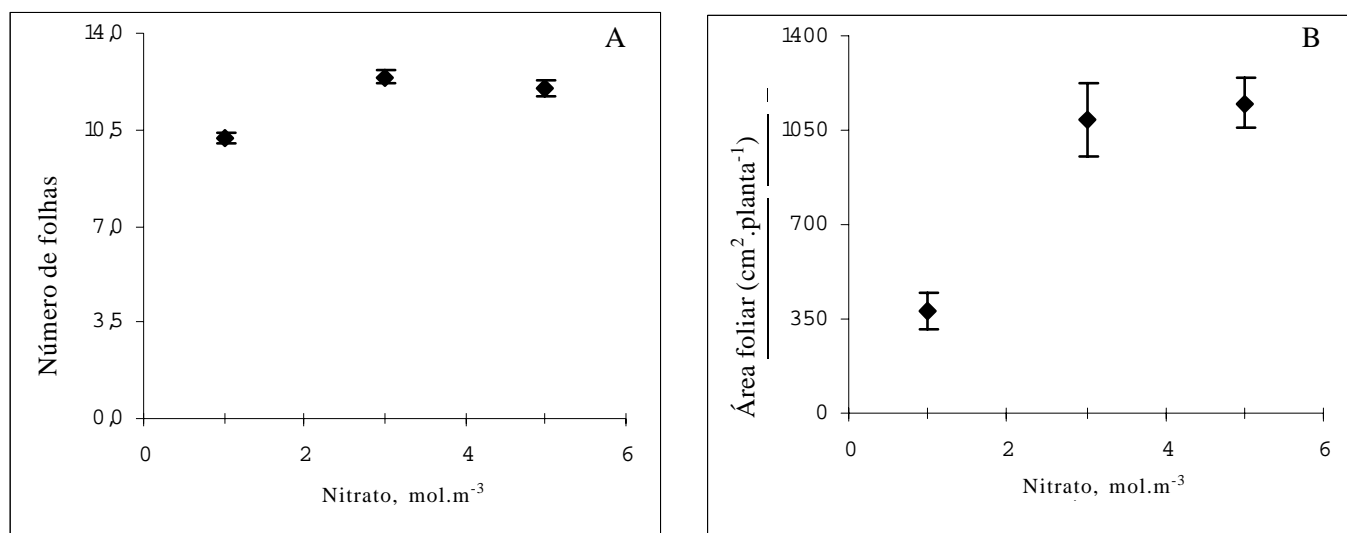 A
14,0
10,5
7,0
3,5
0,0
Número de folhas
0 2 4 6
Nitrato, mol.m⁻³
B
1400
1050
700
350
0
Área foliar (cm².planta⁻¹)
0 2 4 6
Nitrato, mol.m⁻³